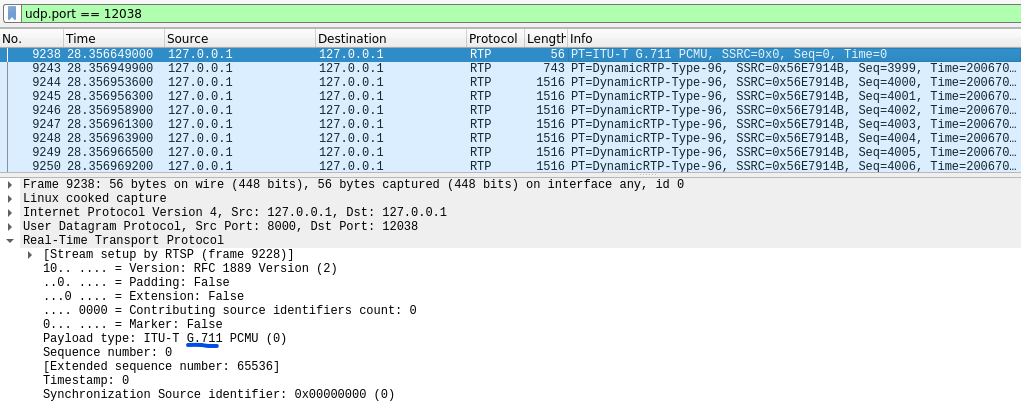 udp.port == 12038
No. Time Source Destination Protocol Length Info
9238 28.356649000 127.0.0.1 127.0.0.1 RTP 56 PT=ITU-T G.711 PCMU, SSRC=0x0, Seq=0, Time=0
9243 28.356949000 127.0.0.1 127.0.0.1 RTP 743 PT=DynamicRTP-Type-96, SSRC=0x56E7914B, Seq=3999, Time=200670…
9244 28.356953600 127.0.0.1 127.0.0.1 RTP 1516 PT=DynamicRTP-Type-96, SSRC=0x56E7914B, Seq=4000, Time=200670…
9245 28.356956300 127.0.0.1 127.0.0.1 RTP 1516 PT=DynamicRTP-Type-96, SSRC=0x56E7914B, Seq=4001, Time=200670…
9246 28.356958900 127.0.0.1 127.0.0.1 RTP 1516 PT=DynamicRTP-Type-96, SSRC=0x56E7914B, Seq=4002, Time=200670…
9247 28.356961300 127.0.0.1 127.0.0.1 RTP 1516 PT=DynamicRTP-Type-96, SSRC=0x56E7914B, Seq=4003, Time=200670…
9248 28.356963900 127.0.0.1 127.0.0.1 RTP 1516 PT=DynamicRTP-Type-96, SSRC=0x56E7914B, Seq=4004, Time=200670…
9249 28.356966500 127.0.0.1 127.0.0.1 RTP 1516 PT=DynamicRTP-Type-96, SSRC=0x56E7914B, Seq=4005, Time=200670…
9250 28.356969200 127.0.0.1 127.0.0.1 RTP 1516 PT=DynamicRTP-Type-96, SSRC=0x56E7914B, Seq=4006, Time=200670…
Frame 9238: 56 bytes on wire (448 bits), 56 bytes captured (448 bits) on interface any, id 0
Linux cooked capture
Internet Protocol Version 4, Src: 127.0.0.1, Dst: 127.0.0.1
User Datagram Protocol, Src Port: 8000, Dst Port: 12038
Real-Time Transport Protocol
[Stream setup by RTSP (frame 9228)]
10.. .... = Version: RFC 1889 Version (2)
..0. .... = Padding: False
...0 .... = Extension: False
.... 0000 = Contributing source identifiers count: 0
0... .... = Marker: False
Payload type: ITU-T G.711 PCMU (0)
Sequence number: 0
[Extended sequence number: 65536]
Timestamp: 0
Synchronization Source identifier: 0x00000000 (0)